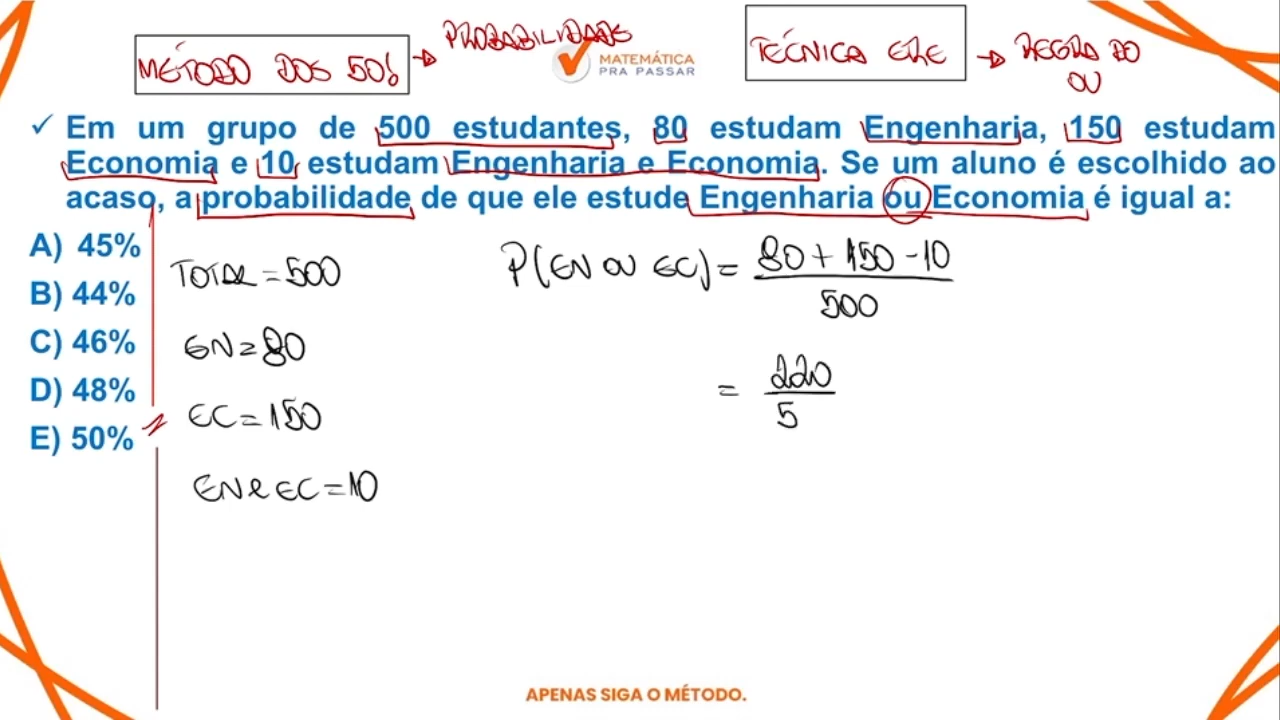 MÉTODO DOS 50! → PROBABILIDADE
MATEMÁTICA
PRA PASSAR
TÉCNICA → REGRA DO
OU
✓ Em um grupo de 500 estudantes, 80 estudam Engenharia, 150 estudam
Economia e 10 estudam Engenharia e Economia. Se um aluno é escolhido ao
acaso, a probabilidade de que ele estude Engenharia ou Economia é igual a:
A) 45%
B) 44%
C) 46%
D) 48%
E) 50%
TOTAL = 500
EN = 80
EC = 150
EN e EC = 10
P(EN OU EC) = 80 + 150 - 10
500
= 220
5
APENAS SIGA O MÉTODO.